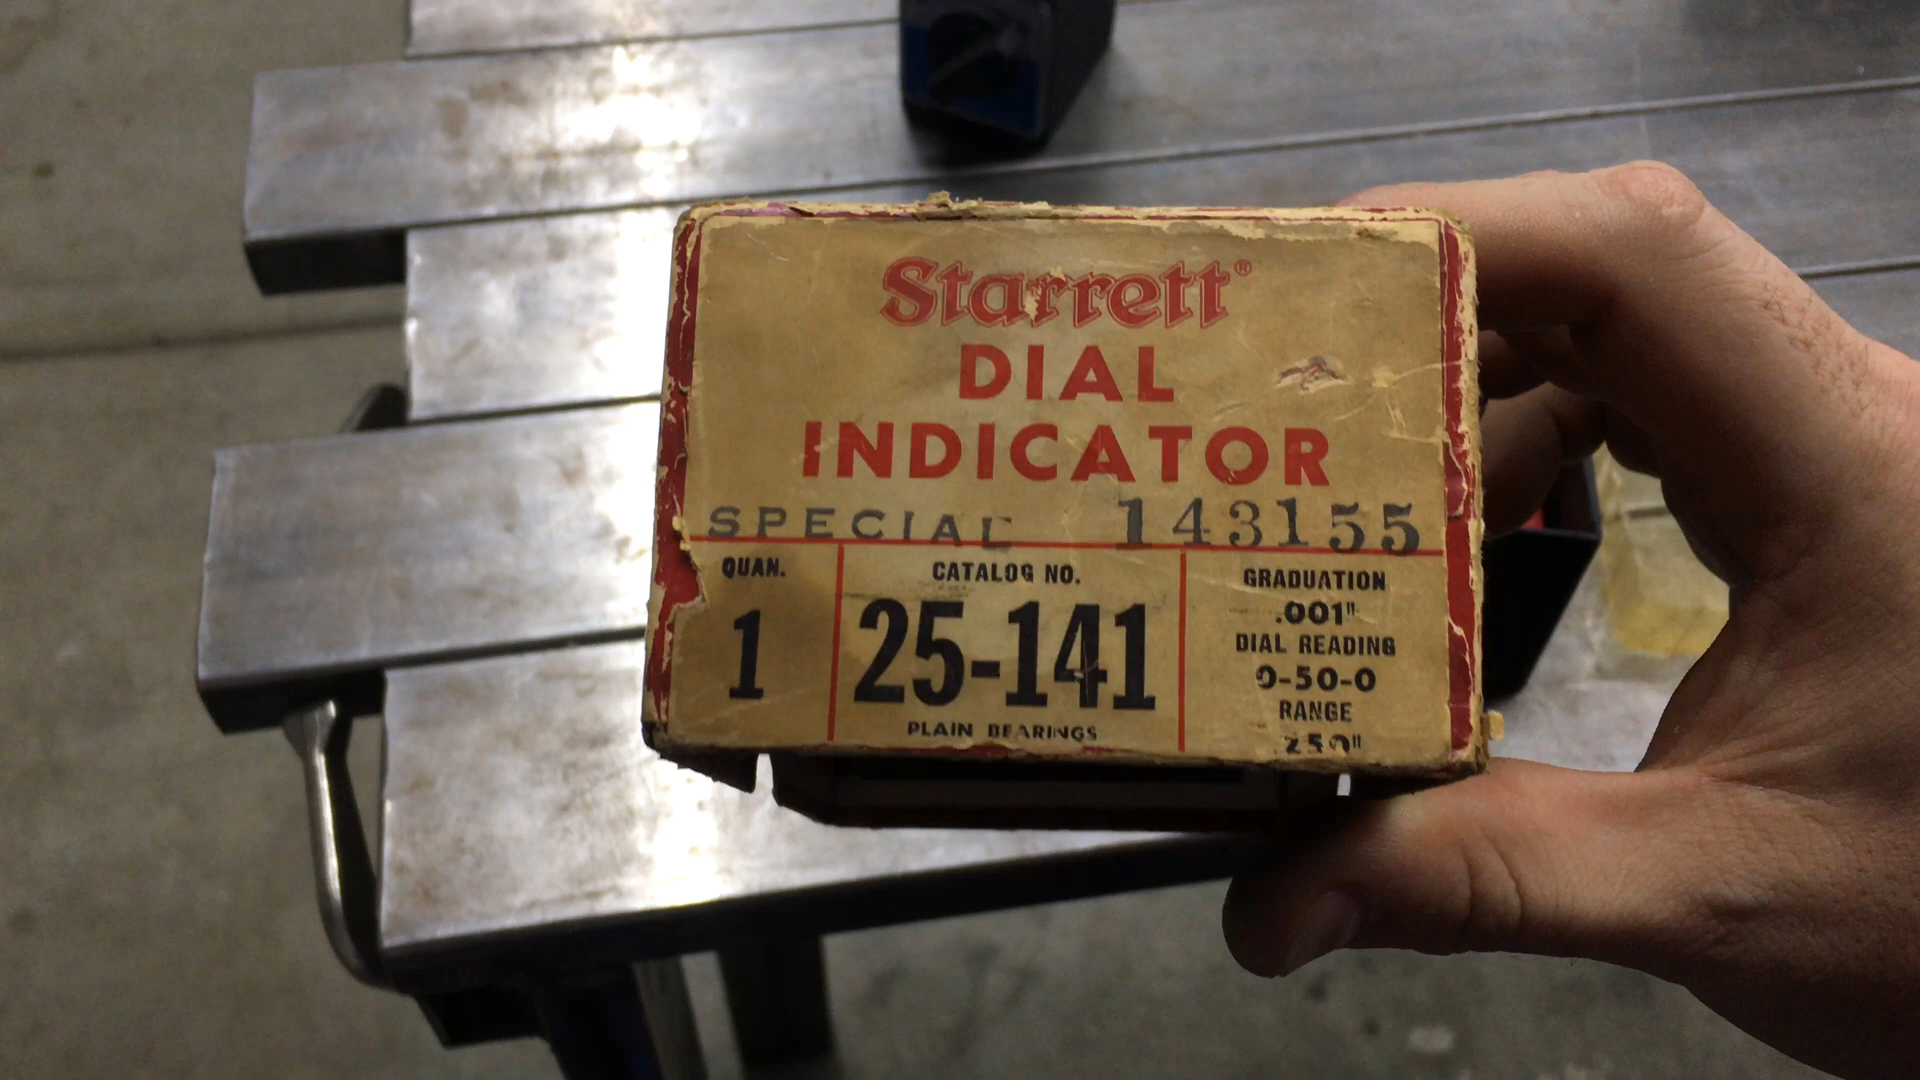 Starrett®
DIAL
INDICATOR
SPECIAL 143155
QUAN.
1
CATALOG NO.
25-141
PLAIN BEARINGS
GRADUATION
.001"
DIAL READING
0-50-0
RANGE
.250"